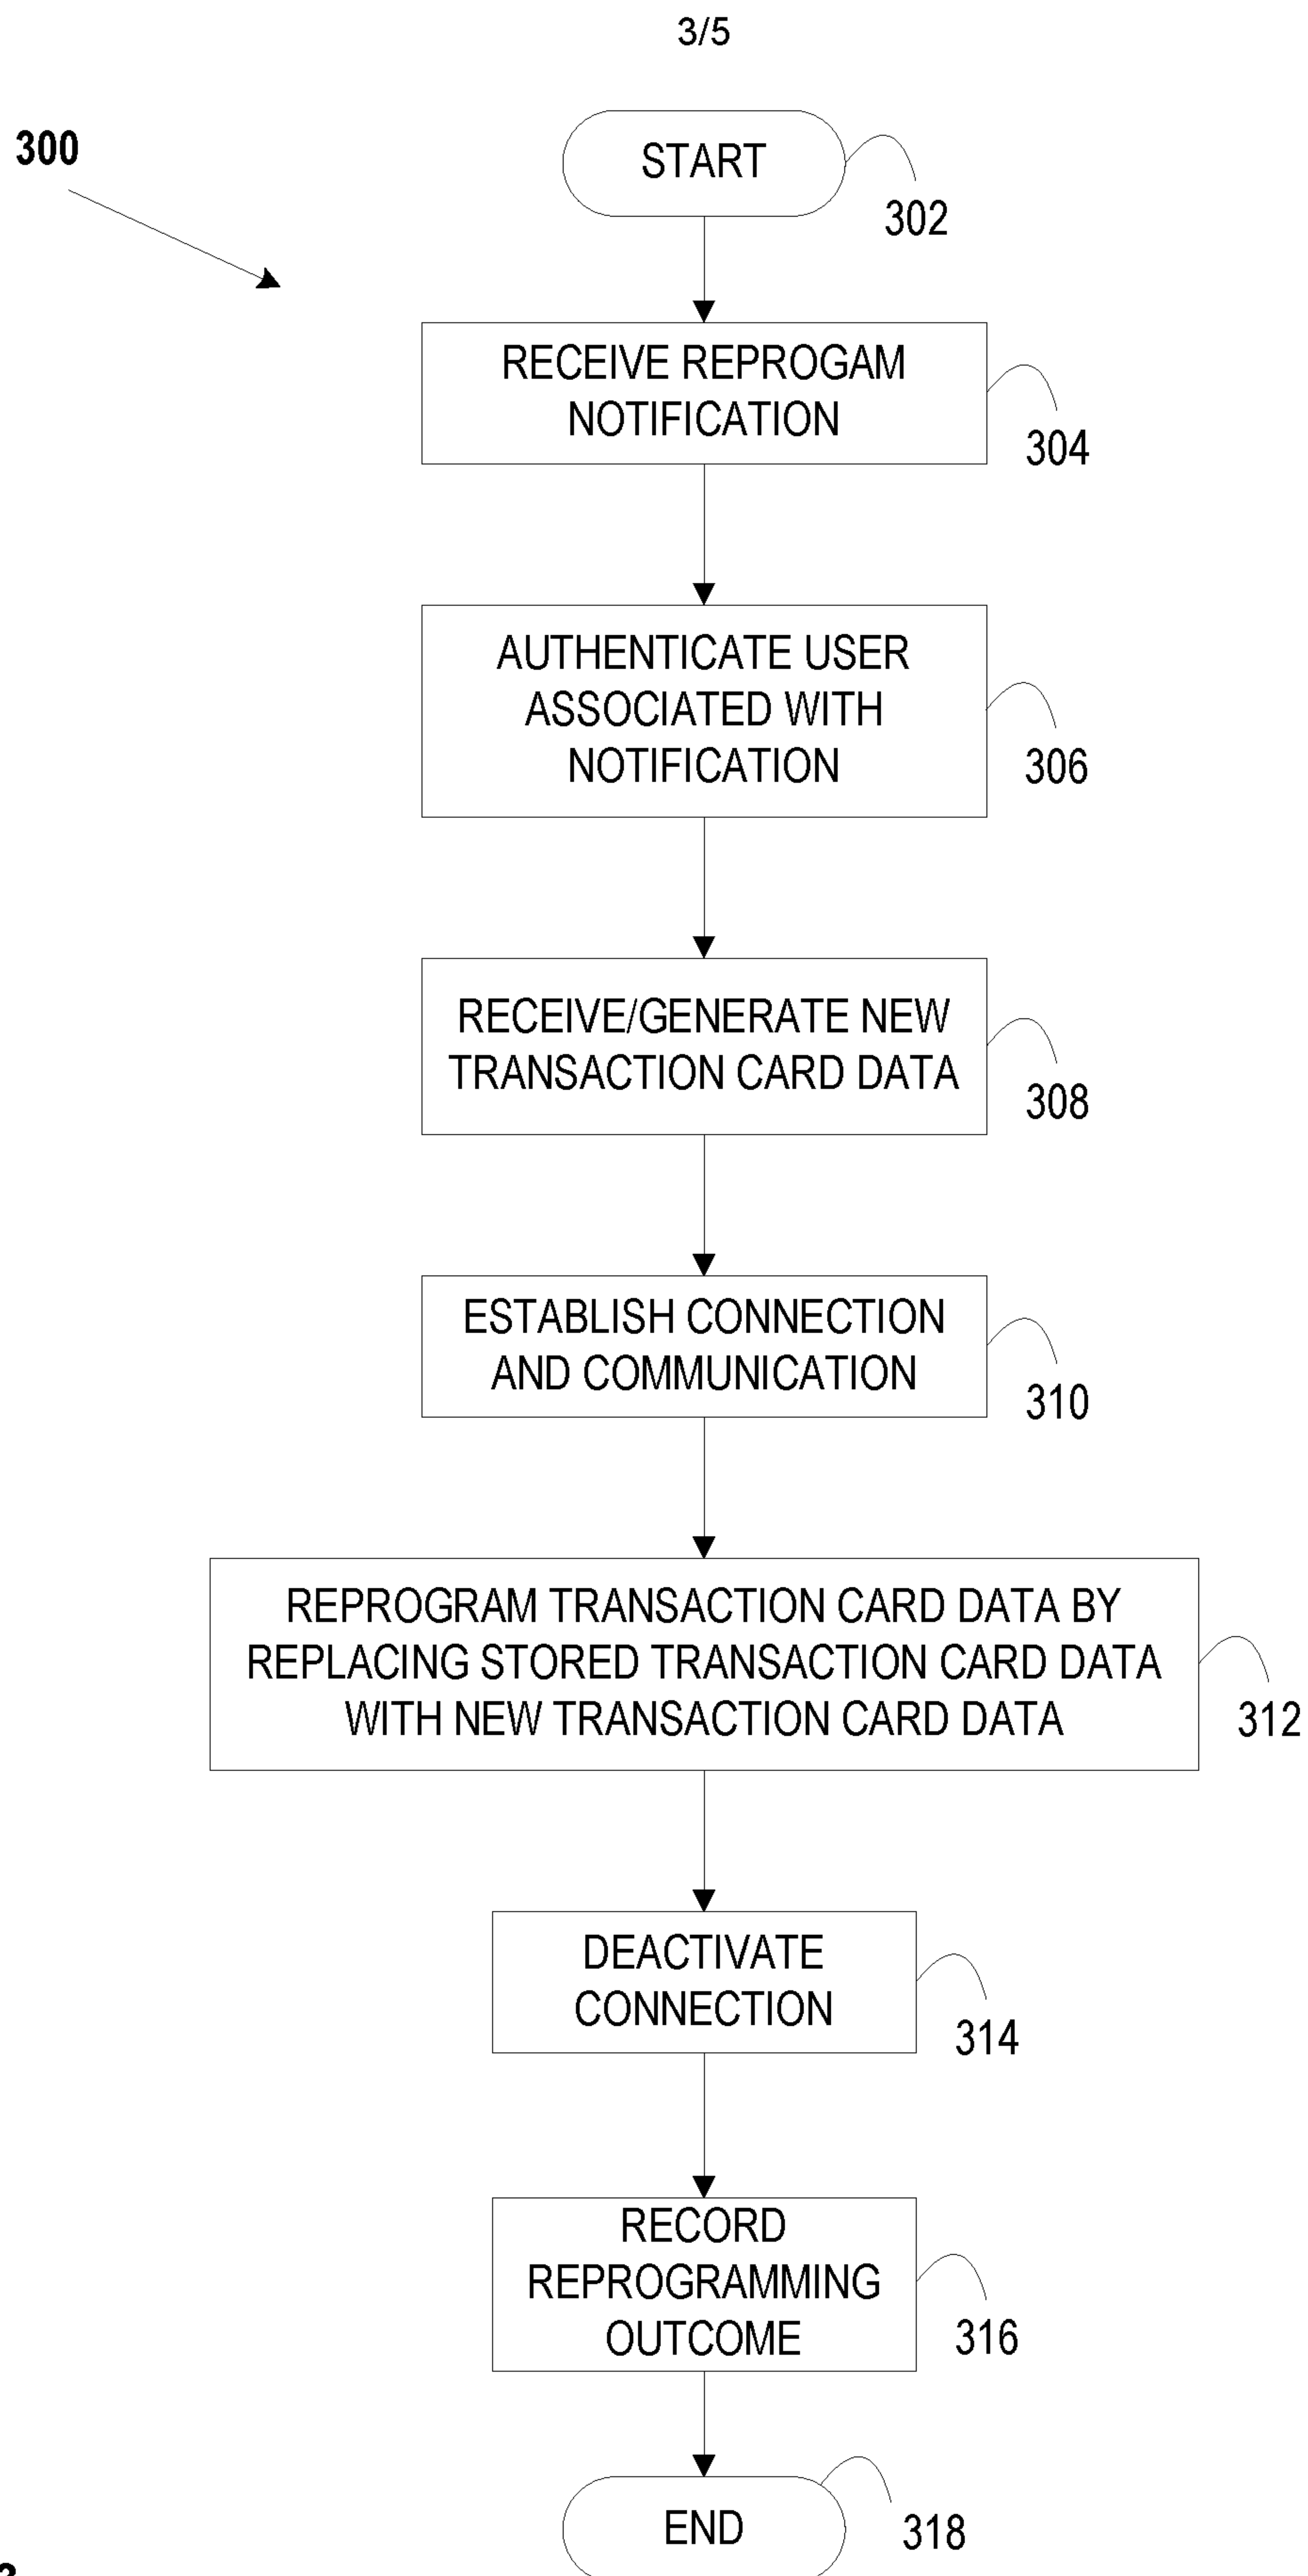 3/5
300
START
302
RECEIVE REPROGAM
NOTIFICATION
304
AUTHENTICATE USER
ASSOCIATED WITH
NOTIFICATION
306
RECEIVE/GENERATE NEW
TRANSACTION CARD DATA
308
ESTABLISH CONNECTION
AND COMMUNICATION
310
REPROGRAM TRANSACTION CARD DATA BY
REPLACING STORED TRANSACTION CARD DATA
WITH NEW TRANSACTION CARD DATA
312
DEACTIVATE
CONNECTION
314
RECORD
REPROGRAMMING
OUTCOME
316
END
318